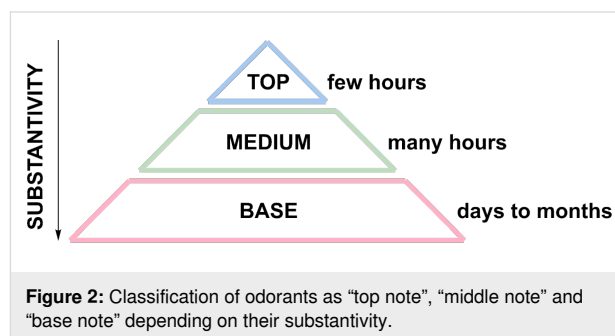 SUBSTANTIVITY
TOP few hours
MEDIUM many hours
BASE days to months
Figure 2: Classification of odorants as “top note”, “middle note” and
“base note” depending on their substantivity.